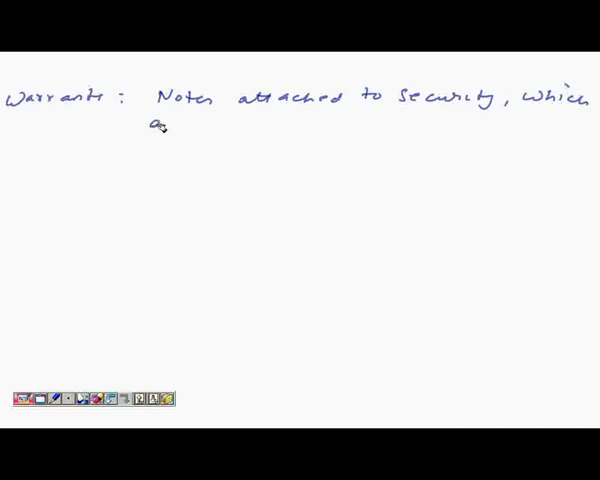 Warrants : Notes attached to security, which
a